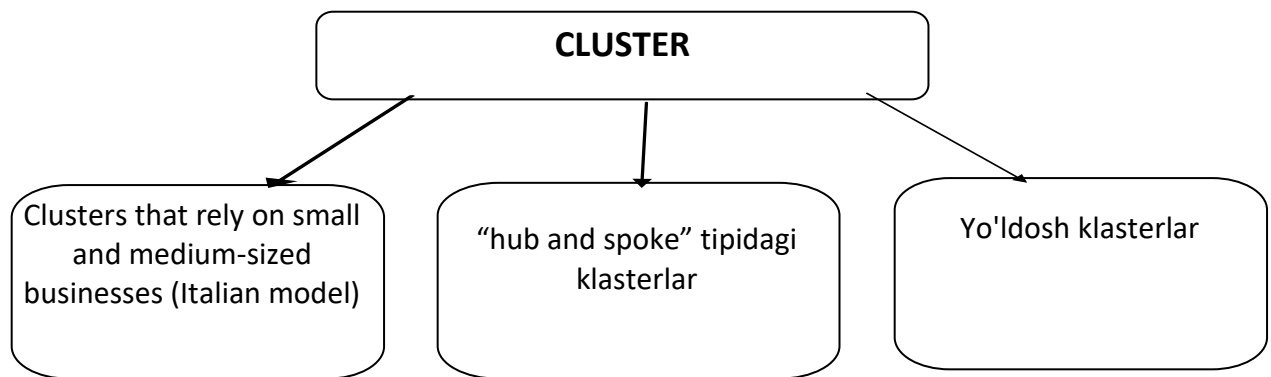 CLUSTER
Clusters that rely on small
and medium-sized
businesses (Italian model)
“hub and spoke” tipidagi
klasterlar
Yo'ldosh klasterlar